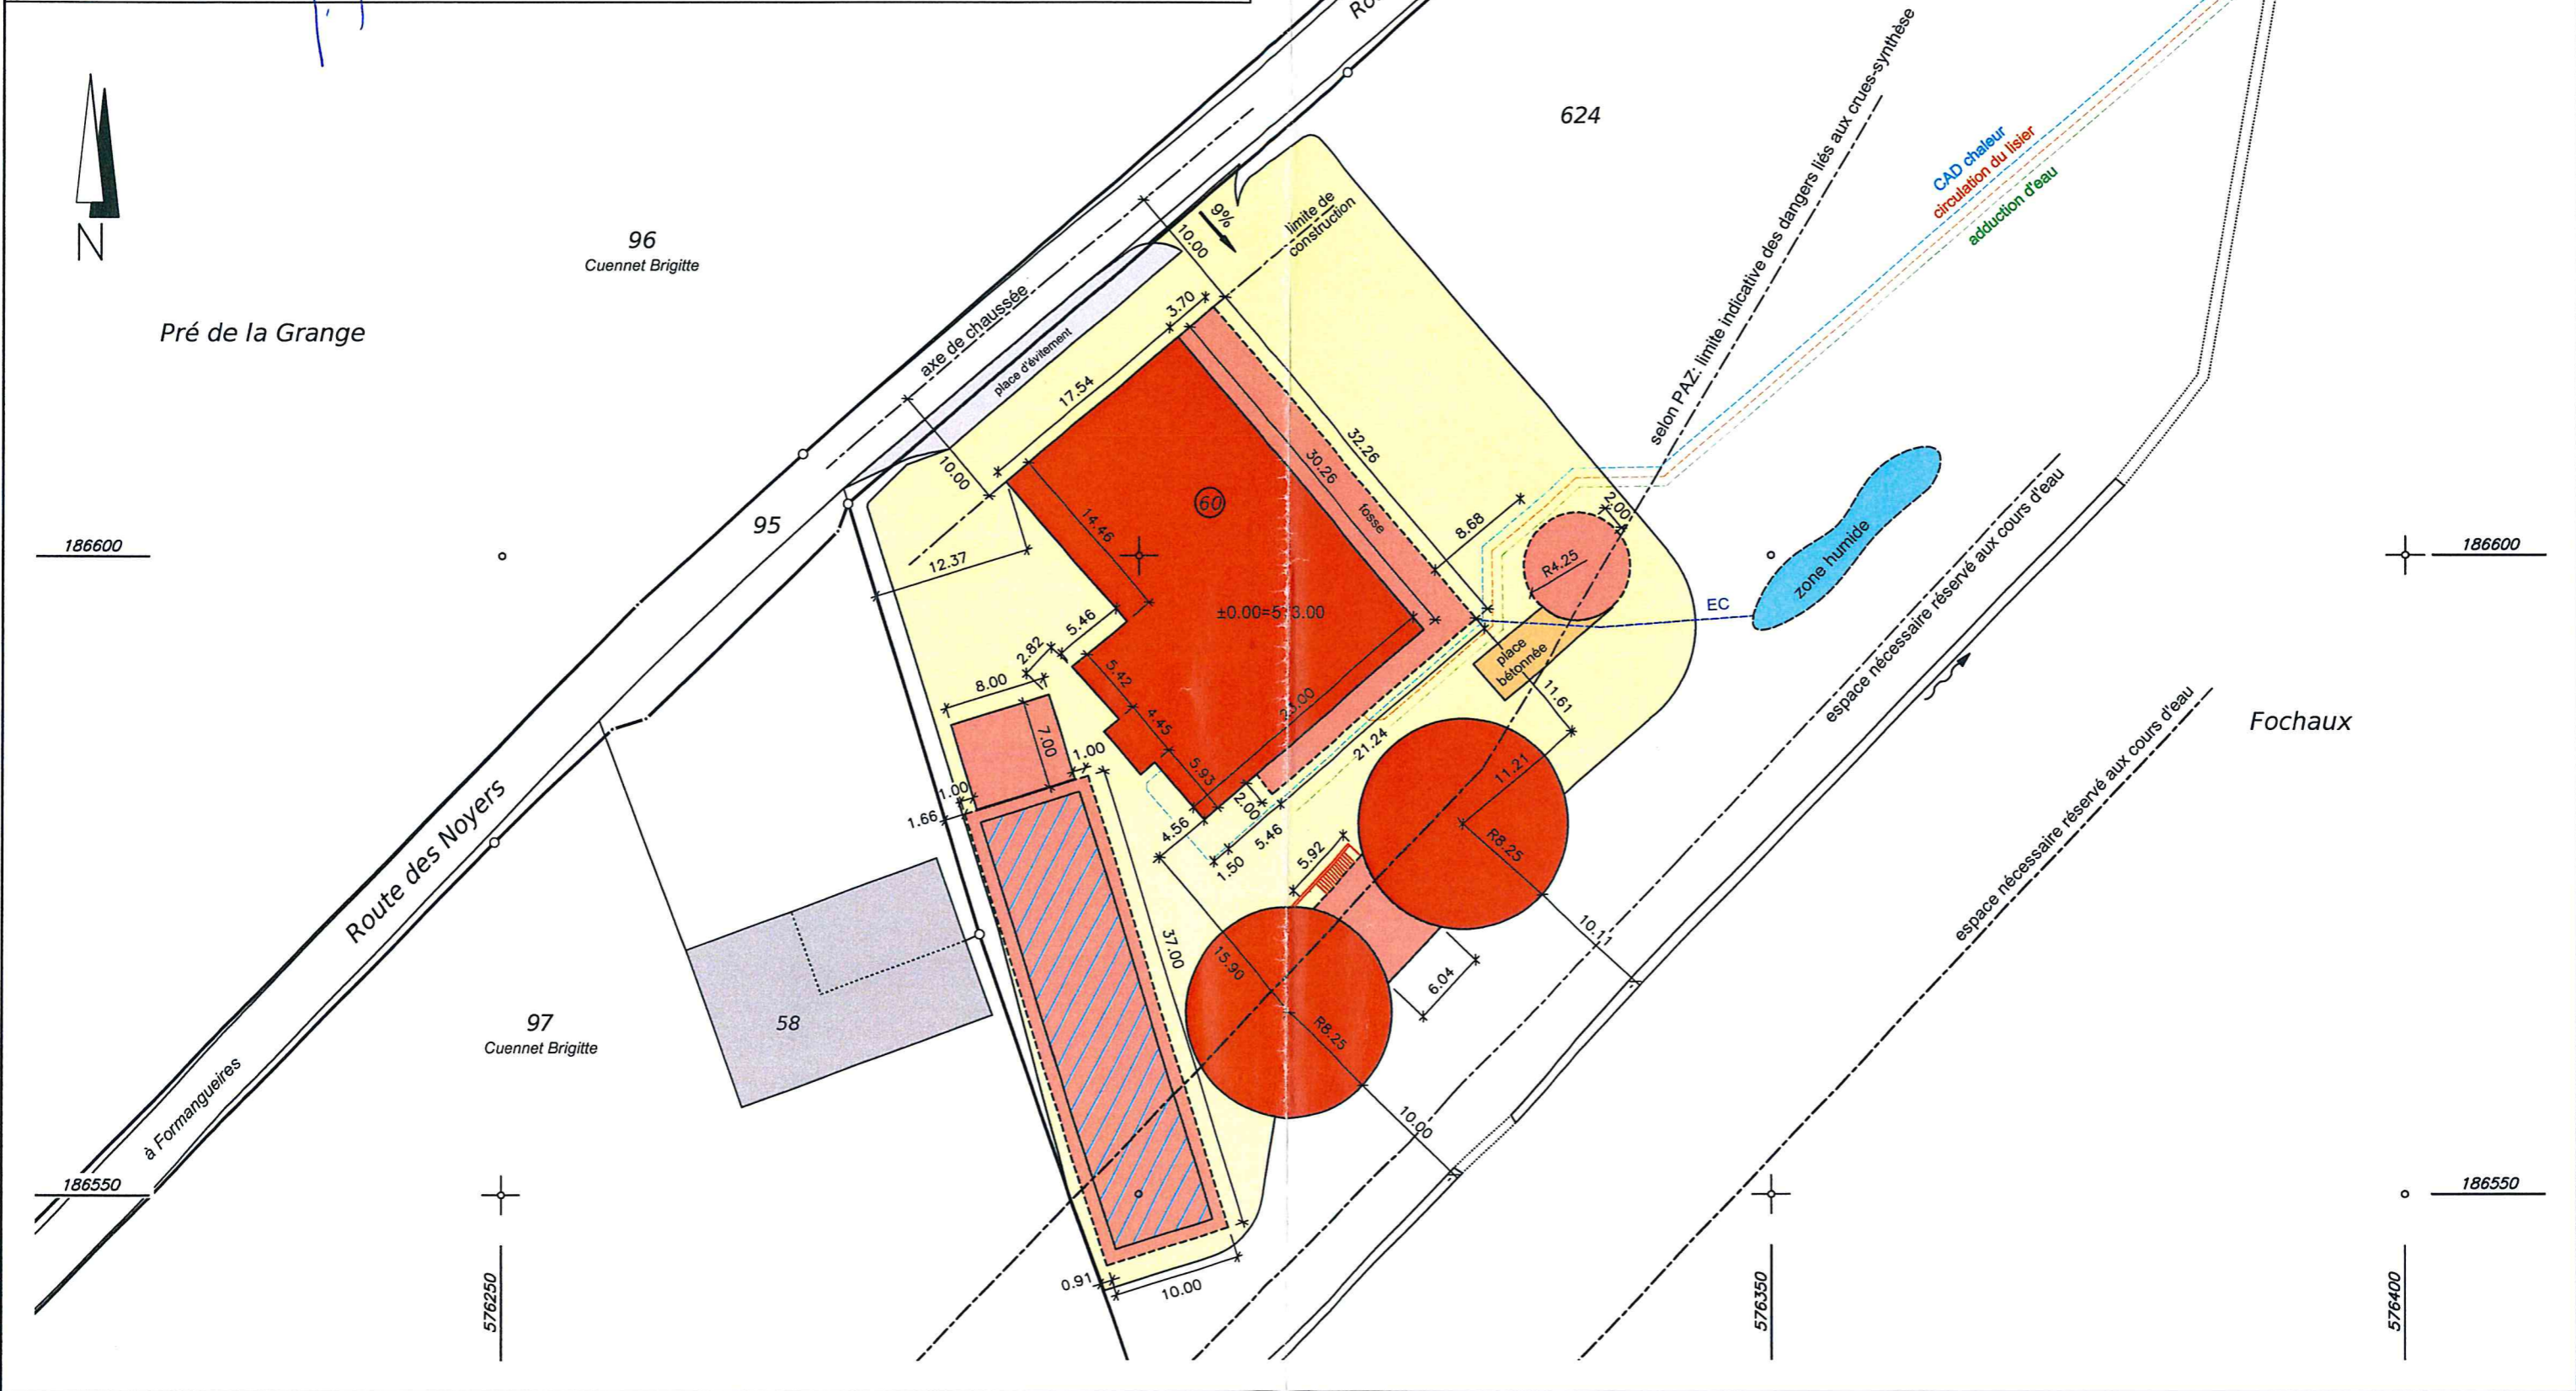 Ro
selon PAZ: limite indicative des dangers liés aux crues-synthèse
624
CAD chaleur
circulation du lisier
adduction d'eau
N
96
Cuennet Brigitte
Pré de la Grange
9%
10.00
limite de
construction
axe de chaussée
place d'évitement
3.70
17.54
10.00
32.26
30.26
fosse
60
14.46
95
186600
12.37
8.68
2.00
R4.25
186600
zone humide
EC
espace nécessaire réservé aux cours d'eau
5.46
2.82
place
bétonnée
11.61
5.42
8.00
4.45
7.00
1.00
23.00
21.24
5.93
2.00
11.21
Fochaux
espace nécessaire réservé aux cours d'eau
1.00
1.66
4.56
5.46
1.50
5.92
R8.25
Route des Noyers
37.00
15.90
10.11
6.04
58
97
Cuennet Brigitte
R8.25
10.00
à Formangueires
186550
186550
0.91
10.00
576250
576350
576400